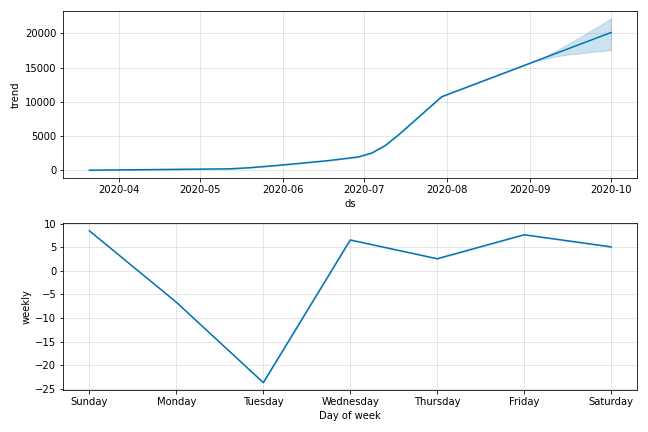 20000
15000
10000
5000
0
trend
2020-04 2020-05 2020-06 2020-07 2020-08 2020-09 2020-10
ds
10
5
0
−5
−10
−15
−20
−25
weekly
Sunday Monday Tuesday Wednesday Thursday Friday Saturday
Day of week